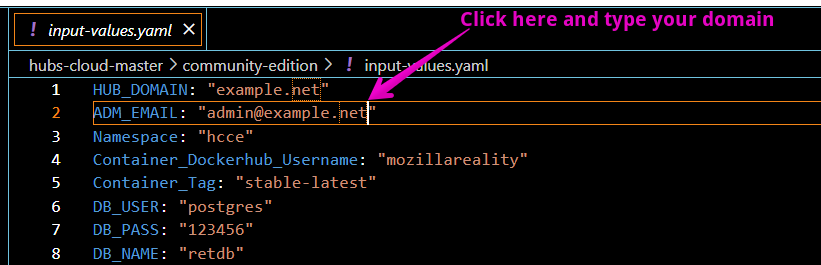 Click here and type your domain
! input-values.yaml ×
hubs-cloud-master > community-edition > ! input-values.yaml
1 HUB_DOMAIN: "example.net"
2 ADM_EMAIL: "admin@example.net"
3 Namespace: "hcce"
4 Container_Dockerhub_Username: "mozillareality"
5 Container_Tag: "stable-latest"
6 DB_USER: "postgres"
7 DB_PASS: "123456"
8 DB_NAME: "retdb"